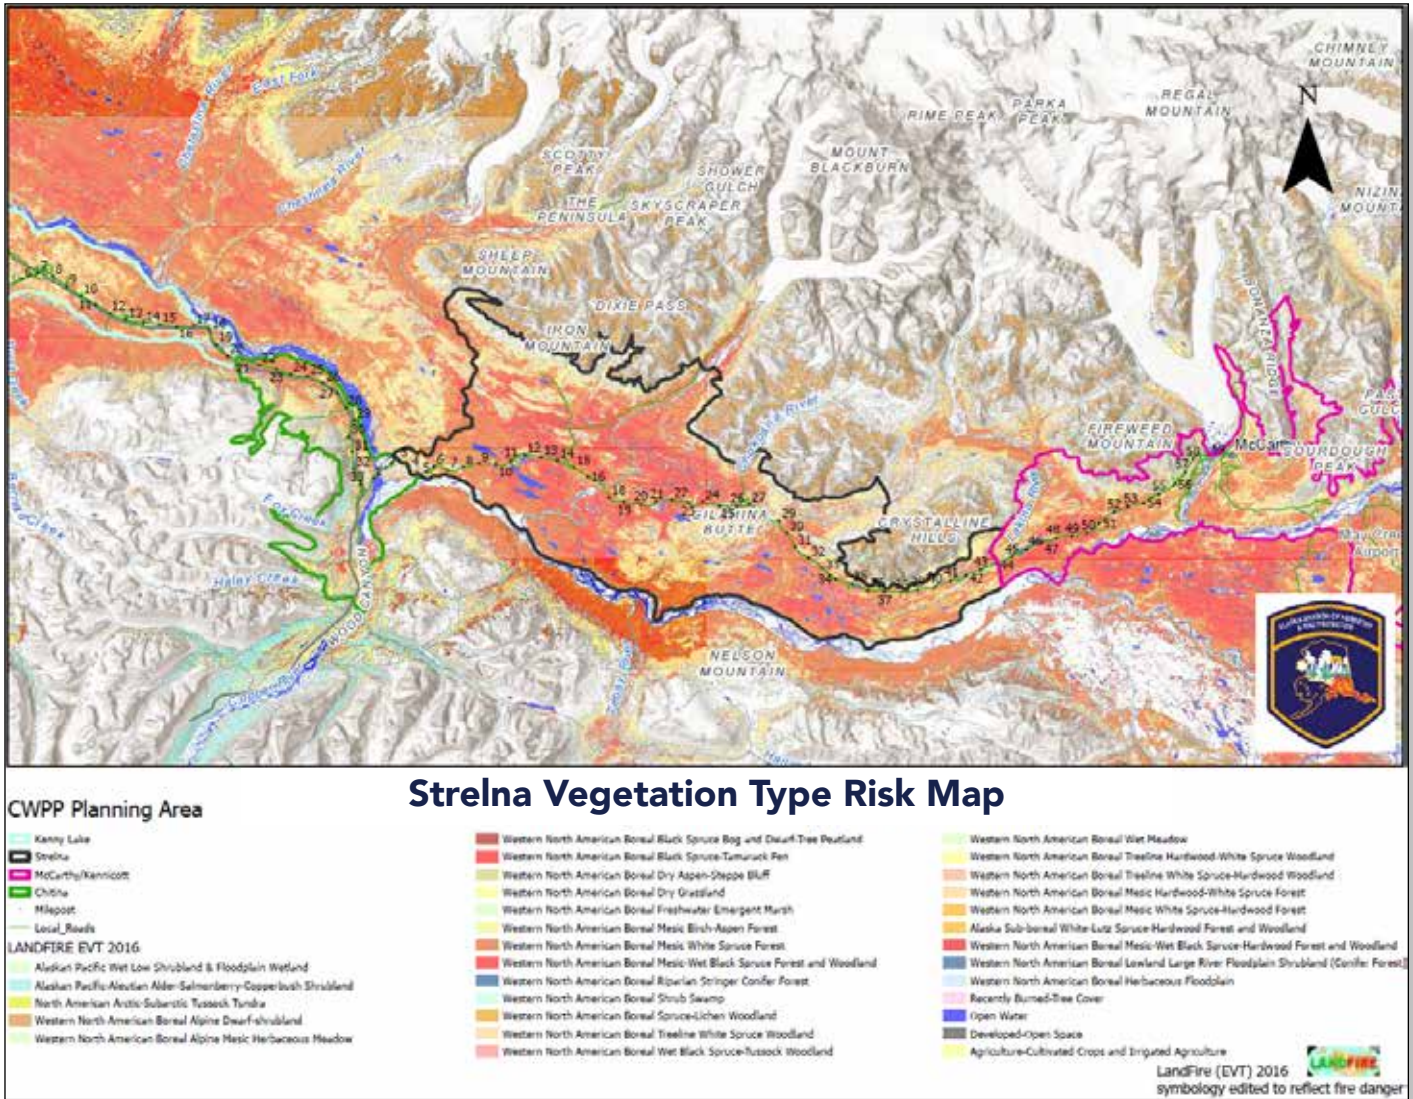 CHIMNEY
MOUNTAIN
East Fork
Chetaslina River
REGAL
MOUNTAIN
PARKA
PEAK
RIME PEAK
N
SCOTTY
PEAK
MOUNT
BLACKBURN
SHOWER
GULCH
Cheshnina River
THE
PENINSULA
SKYSCRAPER
PEAK
SHEEP
MOUNTAIN
DIXIE PASS
IRON
MOUNTAIN
BONANZA RIDGE
FIREWEED
MOUNTAIN
SOURDOUGH
PEAK
GILAHINA
BUTTE
CRYSTALLINE
HILLS
Fox Creek
Haley Creek
WOOD CANYON
NELSON
MOUNTAIN
Airport
Strelna Vegetation Type Risk Map
CWPP Planning Area
Kenny Lake
Strelna
McCarthy/Kennicott
Chitina
Milepost
Local_Roads
LANDFIRE EVT 2016
Alaskan Pacific Wet Low Shrubland & Floodplain Wetland
Alaskan Pacific-Aleutian Alder-Salmonberry-Copperbush Shrubland
North American Arctic-Subarctic Tussock Tundra
Western North American Boreal Alpine Dwarf-shrubland
Western North American Boreal Alpine Mesic Herbaceous Meadow
Western North American Boreal Black Spruce Bog and Dwarf-Tree Peatland
Western North American Boreal Black Spruce-Tamarack Fen
Western North American Boreal Dry Aspen-Steppe Bluff
Western North American Boreal Dry Grassland
Western North American Boreal Freshwater Emergent Marsh
Western North American Boreal Mesic Birch-Aspen Forest
Western North American Boreal Mesic White Spruce Forest
Western North American Boreal Mesic-Wet Black Spruce Forest and Woodland
Western North American Boreal Riparian Stringer Conifer Forest
Western North American Boreal Shrub Swamp
Western North American Boreal Spruce-Lichen Woodland
Western North American Boreal Treeline White Spruce Woodland
Western North American Boreal Wet Black Spruce-Tussock Woodland
Western North American Boreal Wet Meadow
Western North American Boreal Treeline Hardwood-White Spruce Woodland
Western North American Boreal Treeline White Spruce-Hardwood Woodland
Western North American Boreal Mesic Hardwood-White Spruce Forest
Western North American Boreal Mesic White Spruce-Hardwood Forest
Alaska Sub-boreal White-Lutz Spruce-Hardwood Forest and Woodland
Western North American Boreal Mesic-Wet Black Spruce-Hardwood Forest and Woodland
Western North American Boreal Lowland Large River Floodplain Shrubland (Conifer Forest)
Western North American Boreal Herbaceous Floodplain
Recently Burned-Tree Cover
Open Water
Developed-Open Space
Agriculture-Cultivated Crops and Irrigated Agriculture
LANDFIRE
LandFire (EVT) 2016
symbology edited to reflect fire danger